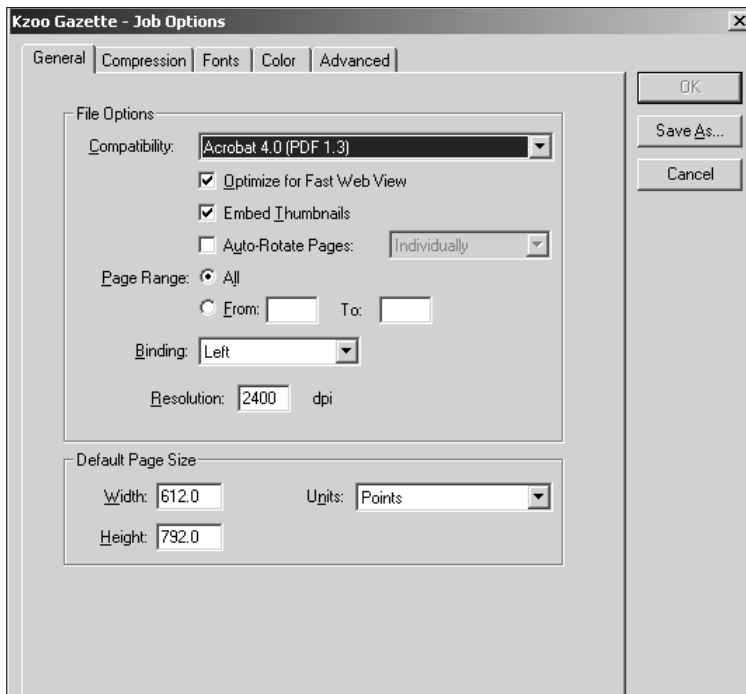 Kzoo Gazette - Job Options
General Compression Fonts Color Advanced
OK
Save As...
Cancel
File Options
Compatibility: Acrobat 4.0 (PDF 1.3)
Optimize for Fast Web View
Embed Thumbnails
Auto-Rotate Pages: Individually
Page Range: All
From: To:
Binding: Left
Resolution: 2400 dpi
Default Page Size
Width: 612.0 Units: Points
Height: 792.0